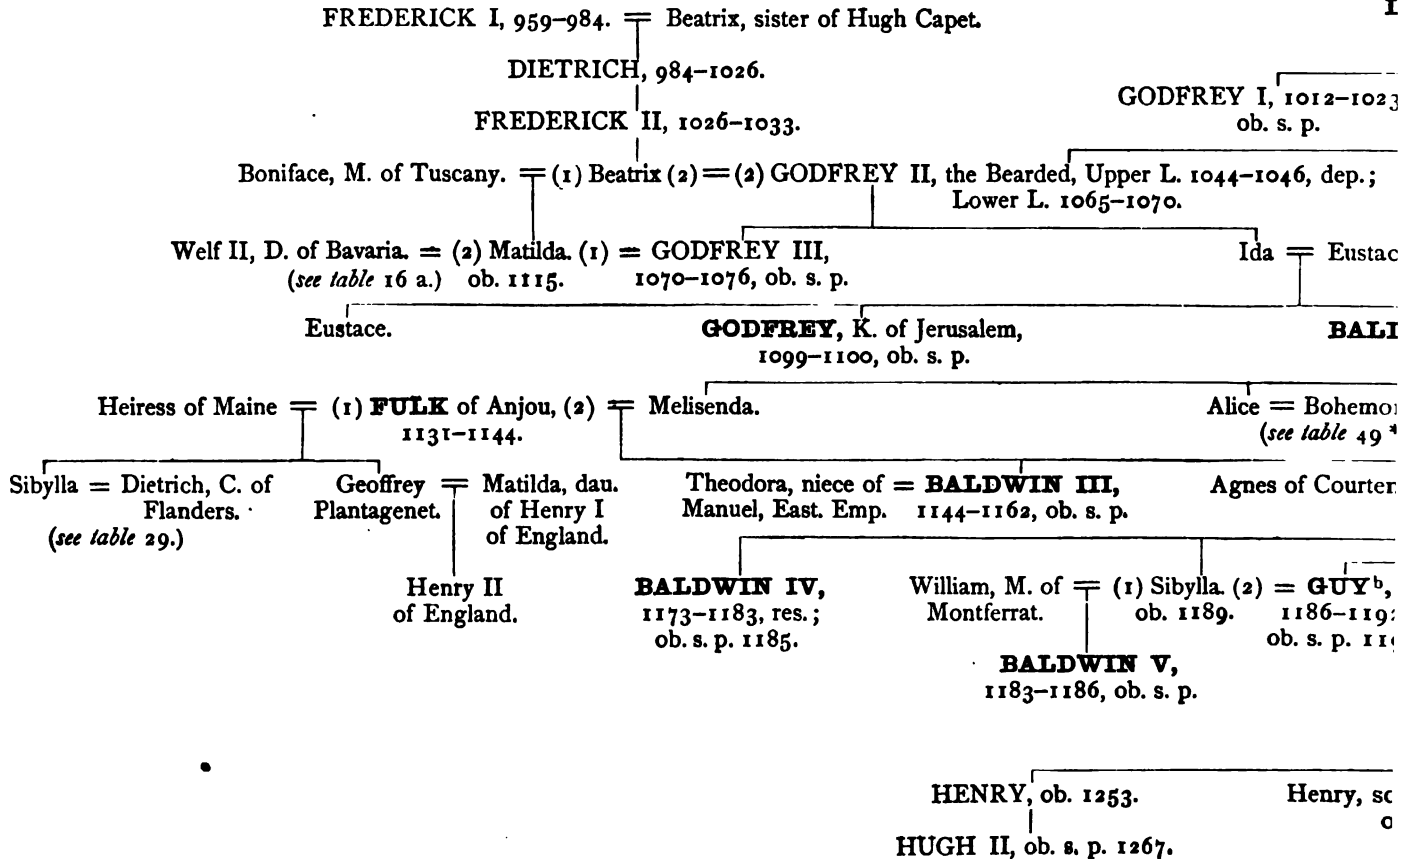 FREDERICK I, 959–984. = Beatrix, sister of Hugh Capet.
DIETRICH, 984–1026.
GODFREY I, 1012–1023
ob. s. p.
FREDERICK II, 1026–1033.
Boniface, M. of Tuscany. = (1) Beatrix (2) = (2) GODFREY II, the Bearded, Upper L. 1044–1046, dep.;
Lower L. 1065–1070.
Welf II, D. of Bavaria. = (2) Matilda. (1) = GODFREY III, Ida = Eustac
(see table 16 a.) ob. 1115. 1070–1076, ob. s. p.
Eustace. GODFREY, K. of Jerusalem, BALI
1099–1100, ob. s. p.
Heiress of Maine = (1) FULK of Anjou, (2) = Melisenda. Alice = Bohemo
1131–1144. (see table 49
Sibylla = Dietrich, C. of Geoffrey = Matilda, dau. Theodora, niece of = BALDWIN III, Agnes of Courten
Flanders. Plantagenet. of Henry I Manuel, East. Emp. 1144–1162, ob. s. p.
(see table 29.) of England.
Henry II BALDWIN IV, William, M. of = (1) Sibylla. (2) = GUYb,
of England. 1173–1183, res.; Montferrat. ob. 1189. 1186–119
ob. s. p. 1185. ob. s. p. 11
BALDWIN V,
1183–1186, ob. s. p.
HENRY, ob. 1253. Henry, so
HUGH II, ob. s. p. 1267.